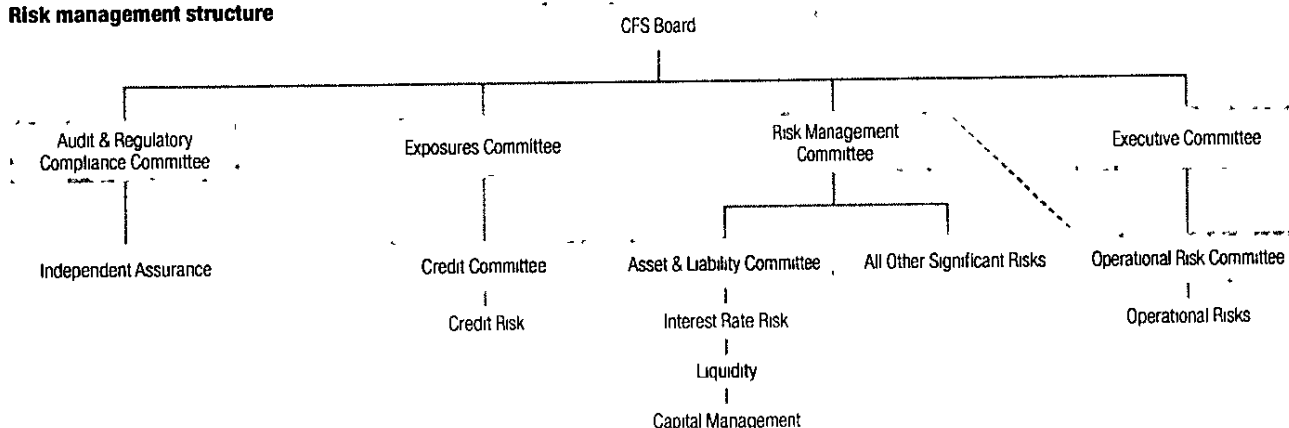 Risk management structure
CFS Board
Audit & Regulatory
Compliance Committee
Exposures Committee
Risk Management
Committee
Executive Committee
Independent Assurance
Credit Committee
Asset & Liability Committee
All Other Significant Risks
Operational Risk Committee
Credit Risk
Interest Rate Risk
Operational Risks
Liquidity
Capital Management